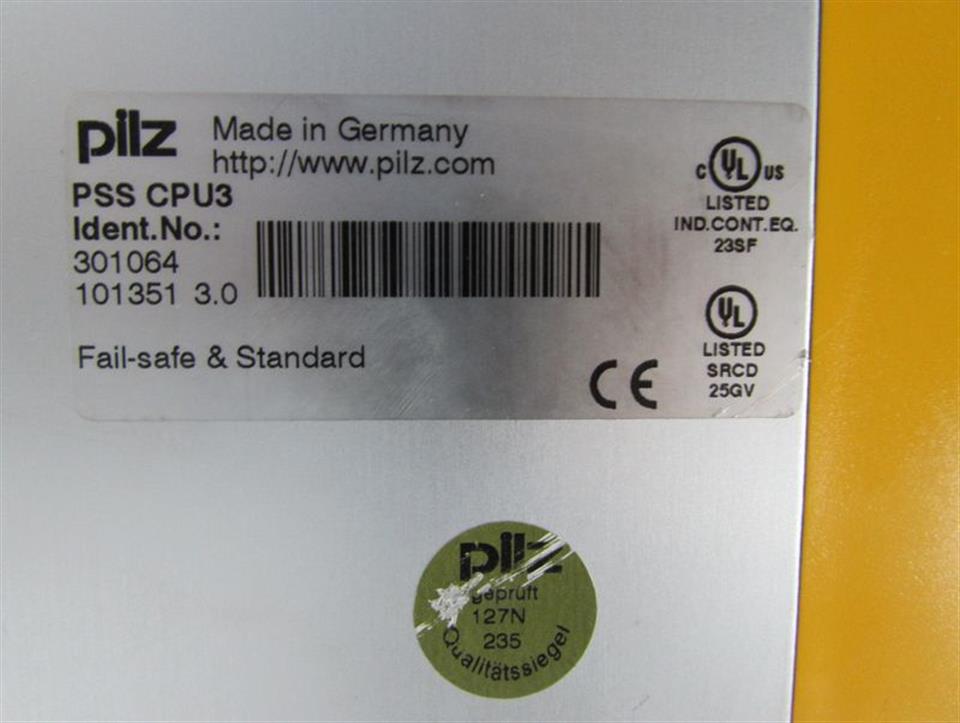 pilz
Made in Germany
http://www.pilz.com
PSS CPU3
Ident.No.:
301064
101351 3.0
Fail-safe & Standard
C UL US
LISTED
IND.CONT.EQ.
23SF
UL
LISTED
SRCD
25GV
CE
pilz
geprüft
127N
235
Qualitätssiegel